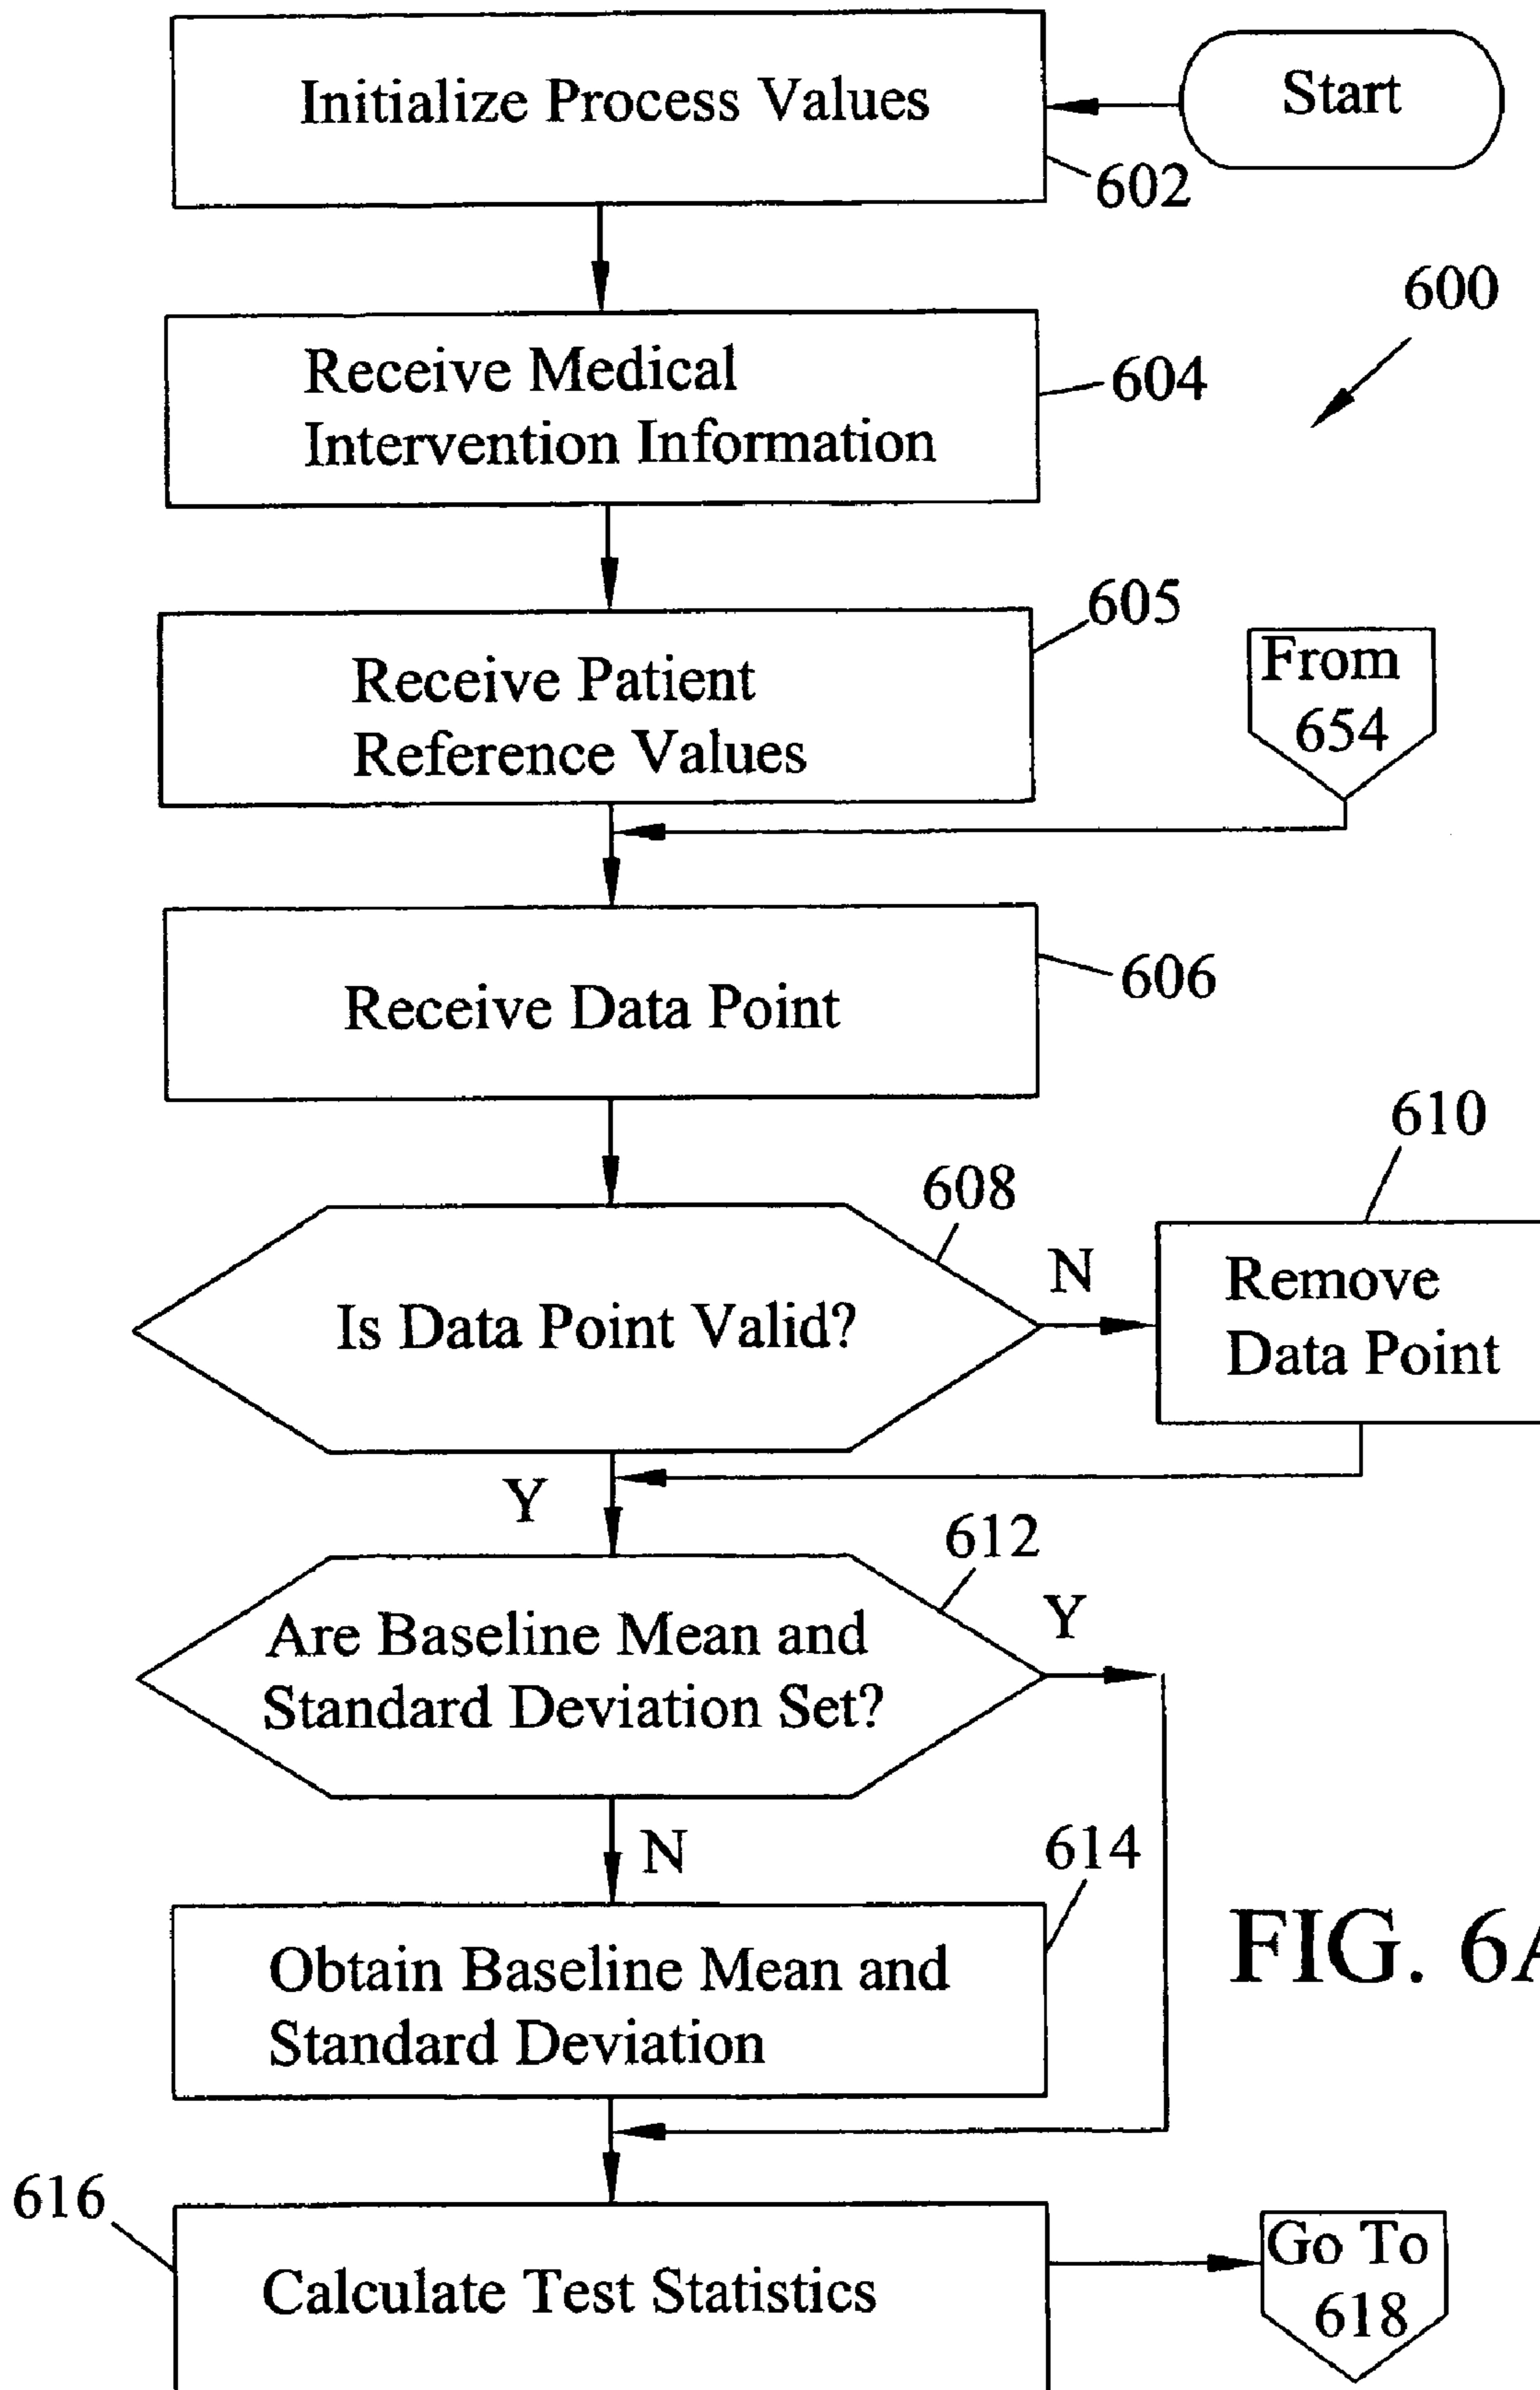 Initialize Process Values
Start
602
600
Receive Medical
Intervention Information
604
605
Receive Patient
Reference Values
From
654
Receive Data Point
606
610
608
Is Data Point Valid?
N
Remove
Data Point
Y
612
Are Baseline Mean and
Standard Deviation Set?
Y
N
614
Obtain Baseline Mean and
Standard Deviation
FIG. 6A
616
Calculate Test Statistics
Go To
618